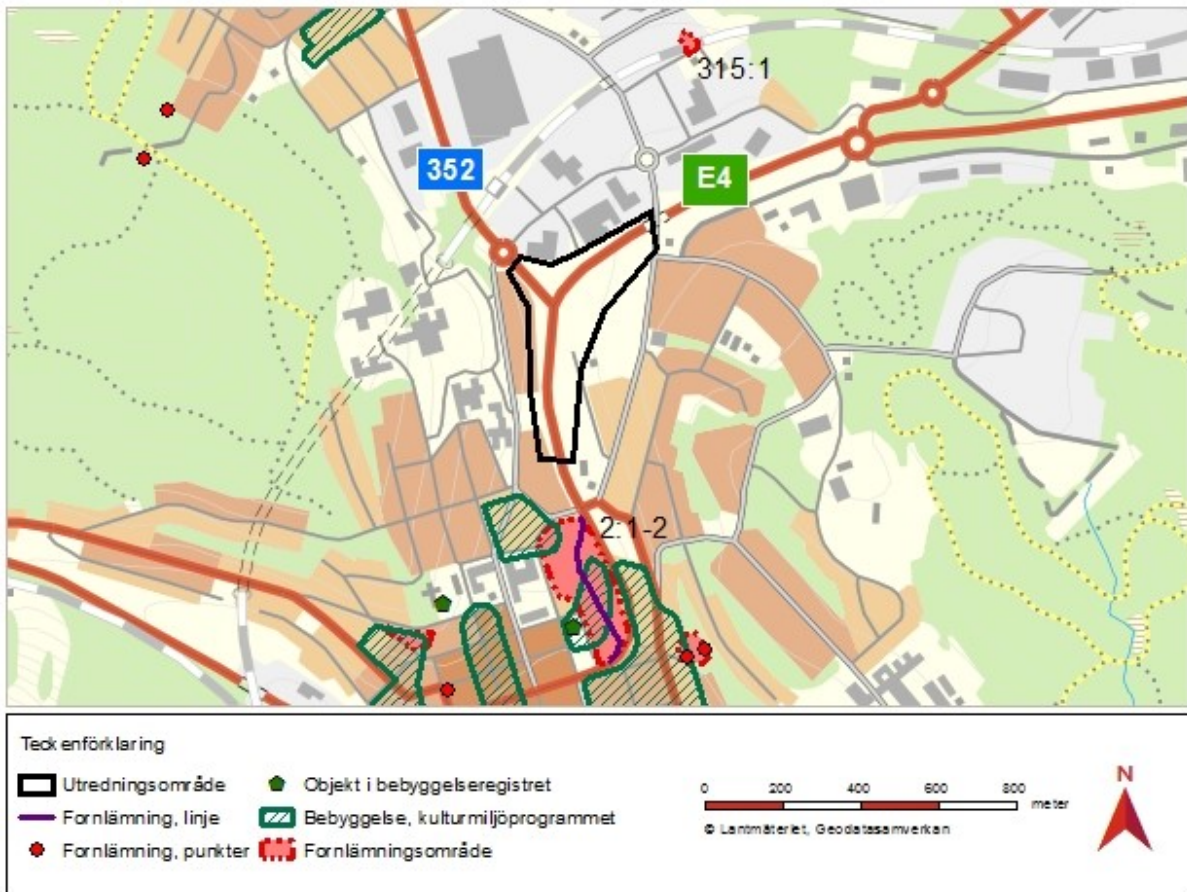 315:1
352
E4
2:1-2
Teckenförklaring
Utredningsområde
Objekt i bebyggelseregistret
Fornlämning, linje
Bebyggelse, kulturmiljöprogrammet
Fornlämning, punkter
Fornlämningsområde
0 200 400 600 800
meter
© Lantmäteriet, Geodatasamverkan
N